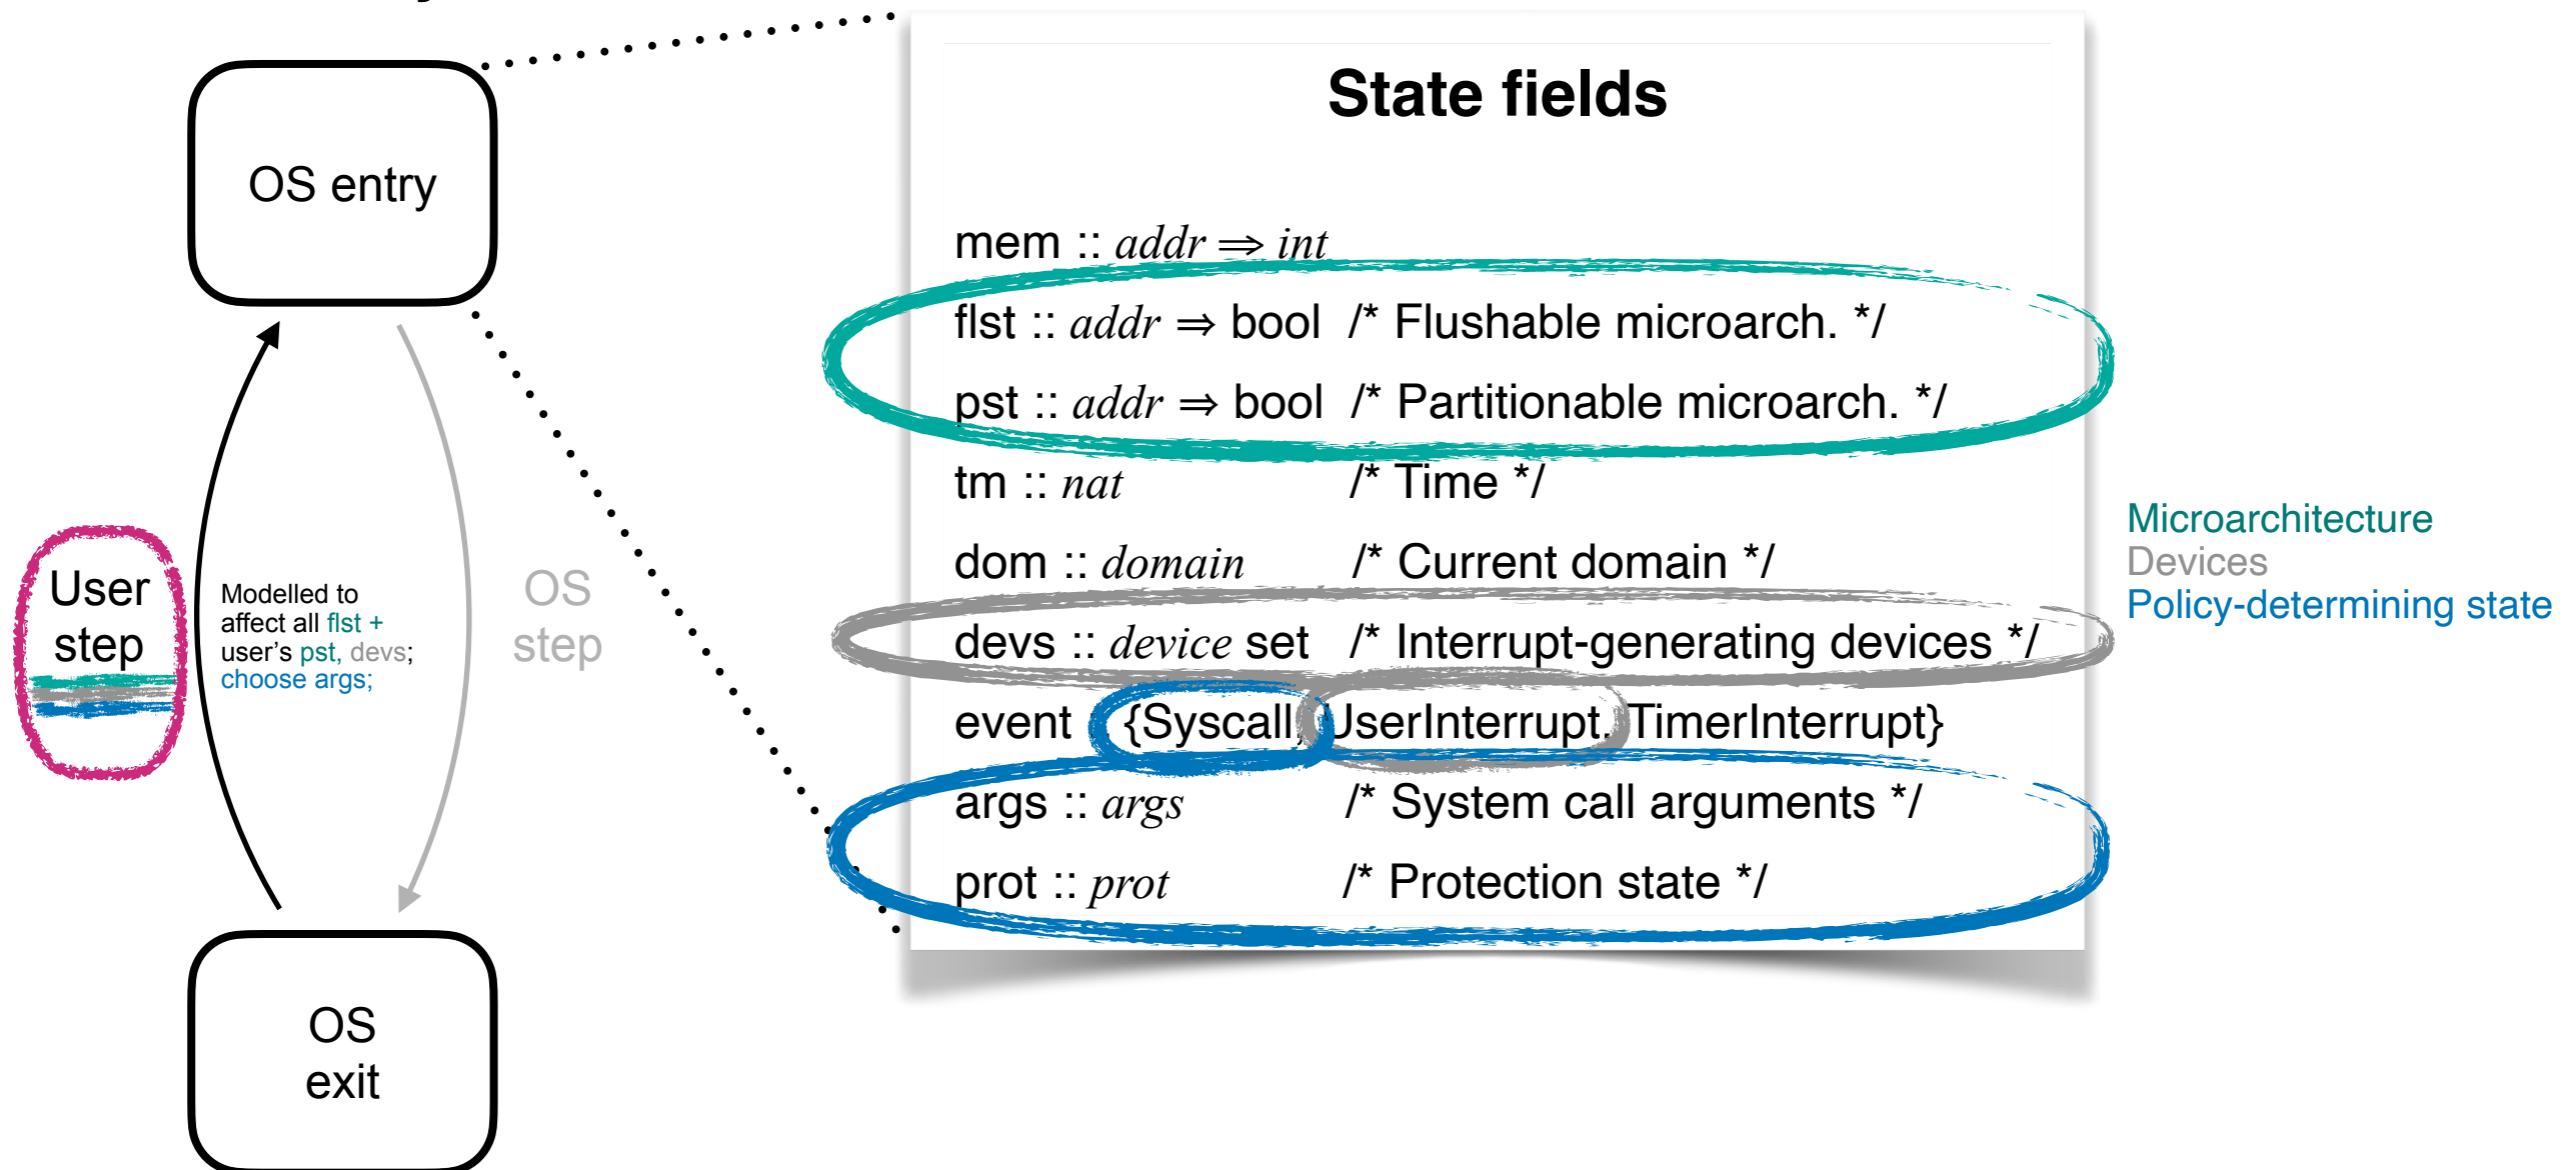 OS entry
User
step
Modelled to
affect all flst +
user's pst, devs;
choose args;
OS
step
OS
exit
State fields
mem :: addr ⇒ int
flst :: addr ⇒ bool /* Flushable microarch. */
pst :: addr ⇒ bool /* Partitionable microarch. */
tm :: nat /* Time */
dom :: domain /* Current domain */
devs :: device set /* Interrupt-generating devices */
event {Syscall, UserInterrupt, TimerInterrupt}
args :: args /* System call arguments */
prot :: prot /* Protection state */
Microarchitecture
Devices
Policy-determining state